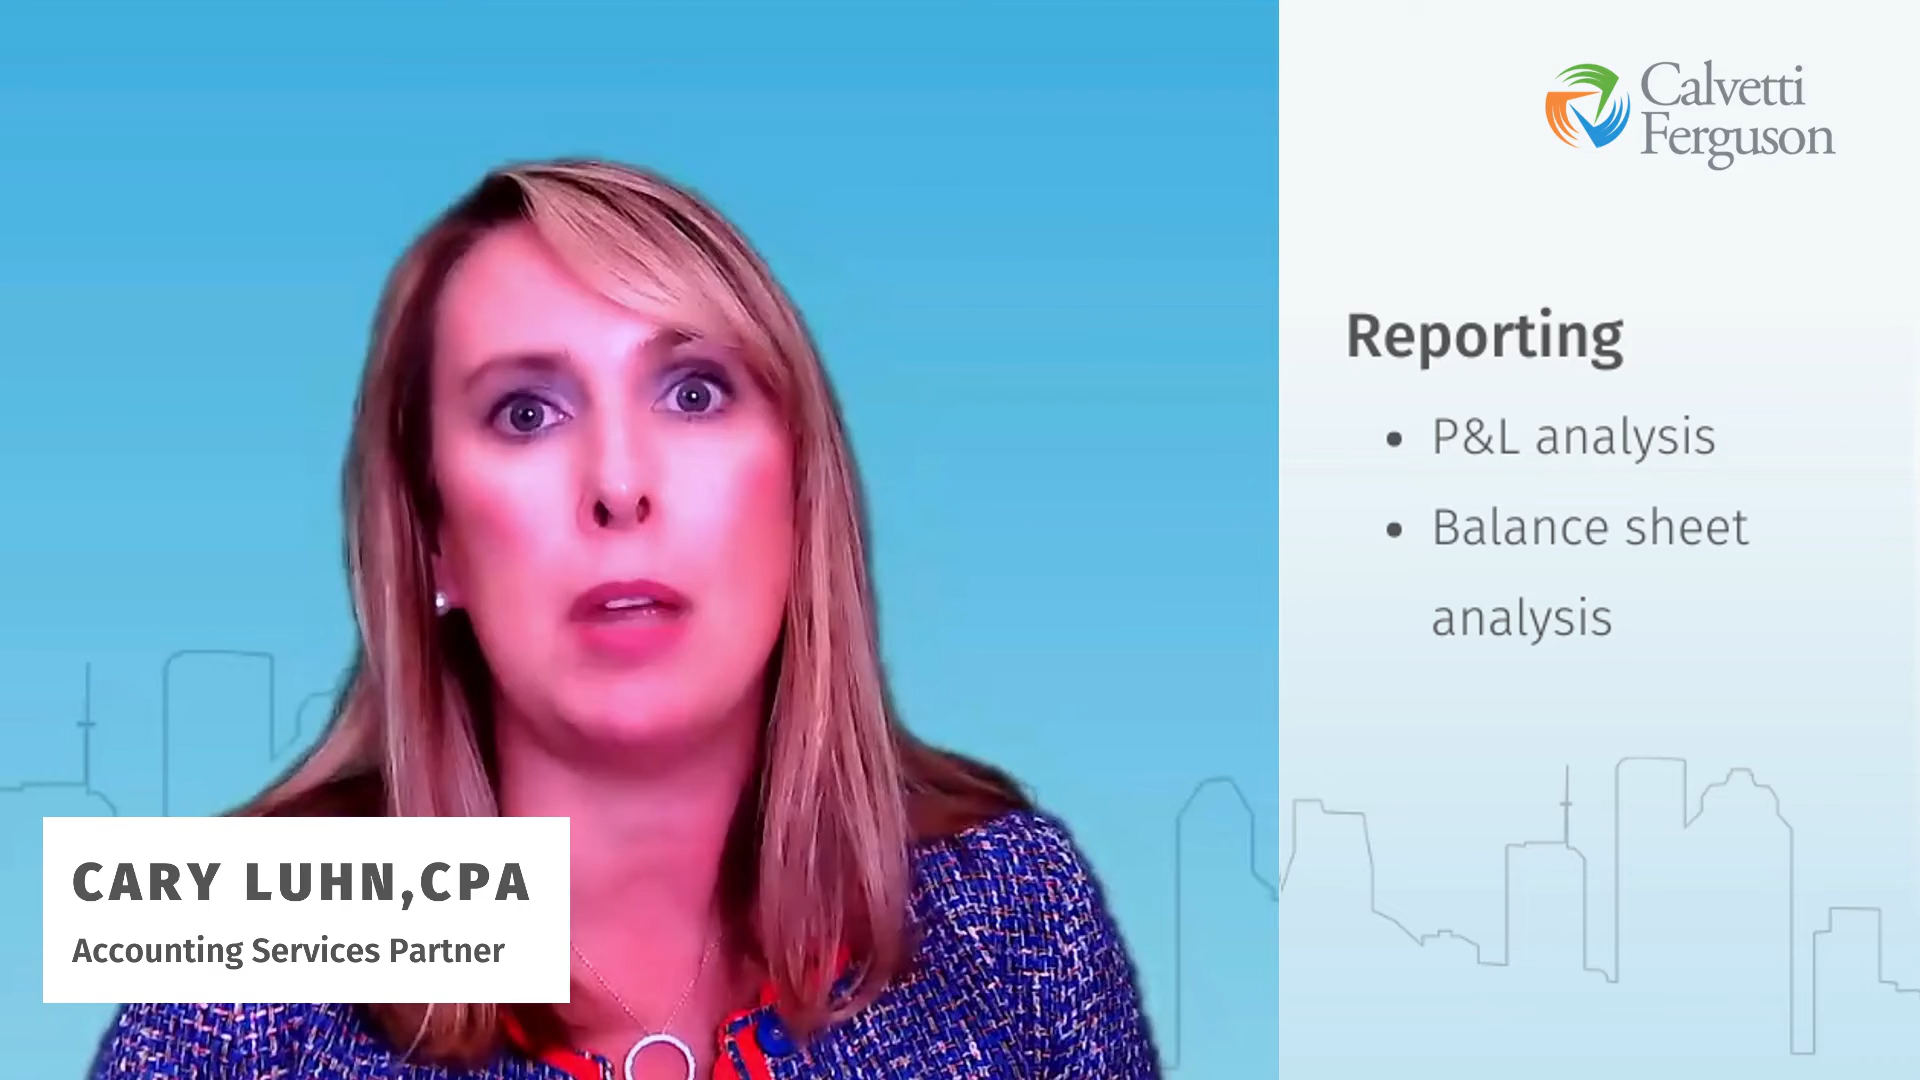 Calvetti
Ferguson
Reporting
• P&L analysis
• Balance sheet
analysis
CARY LUHN,CPA
Accounting Services Partner